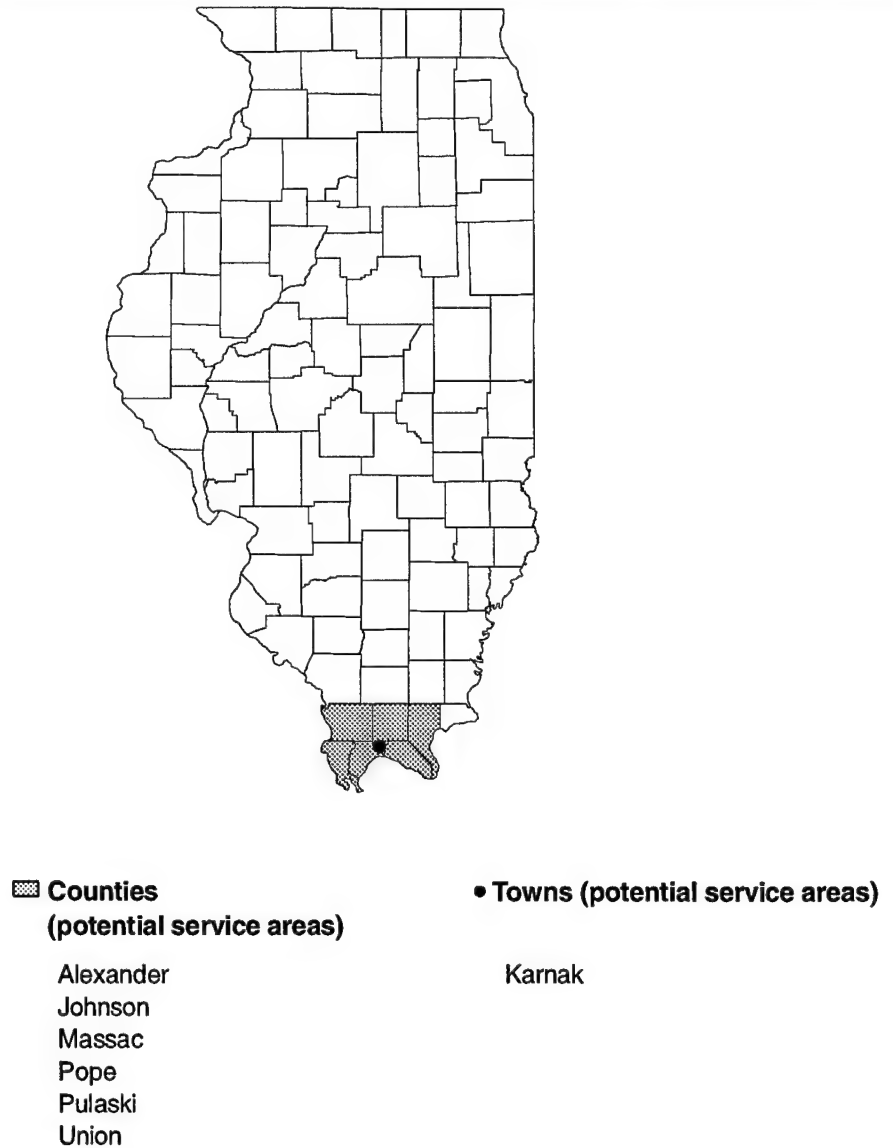 Counties
(potential service areas)
Alexander
Johnson
Massac
Pope
Pulaski
Union
• Towns (potential service areas)
Karnak